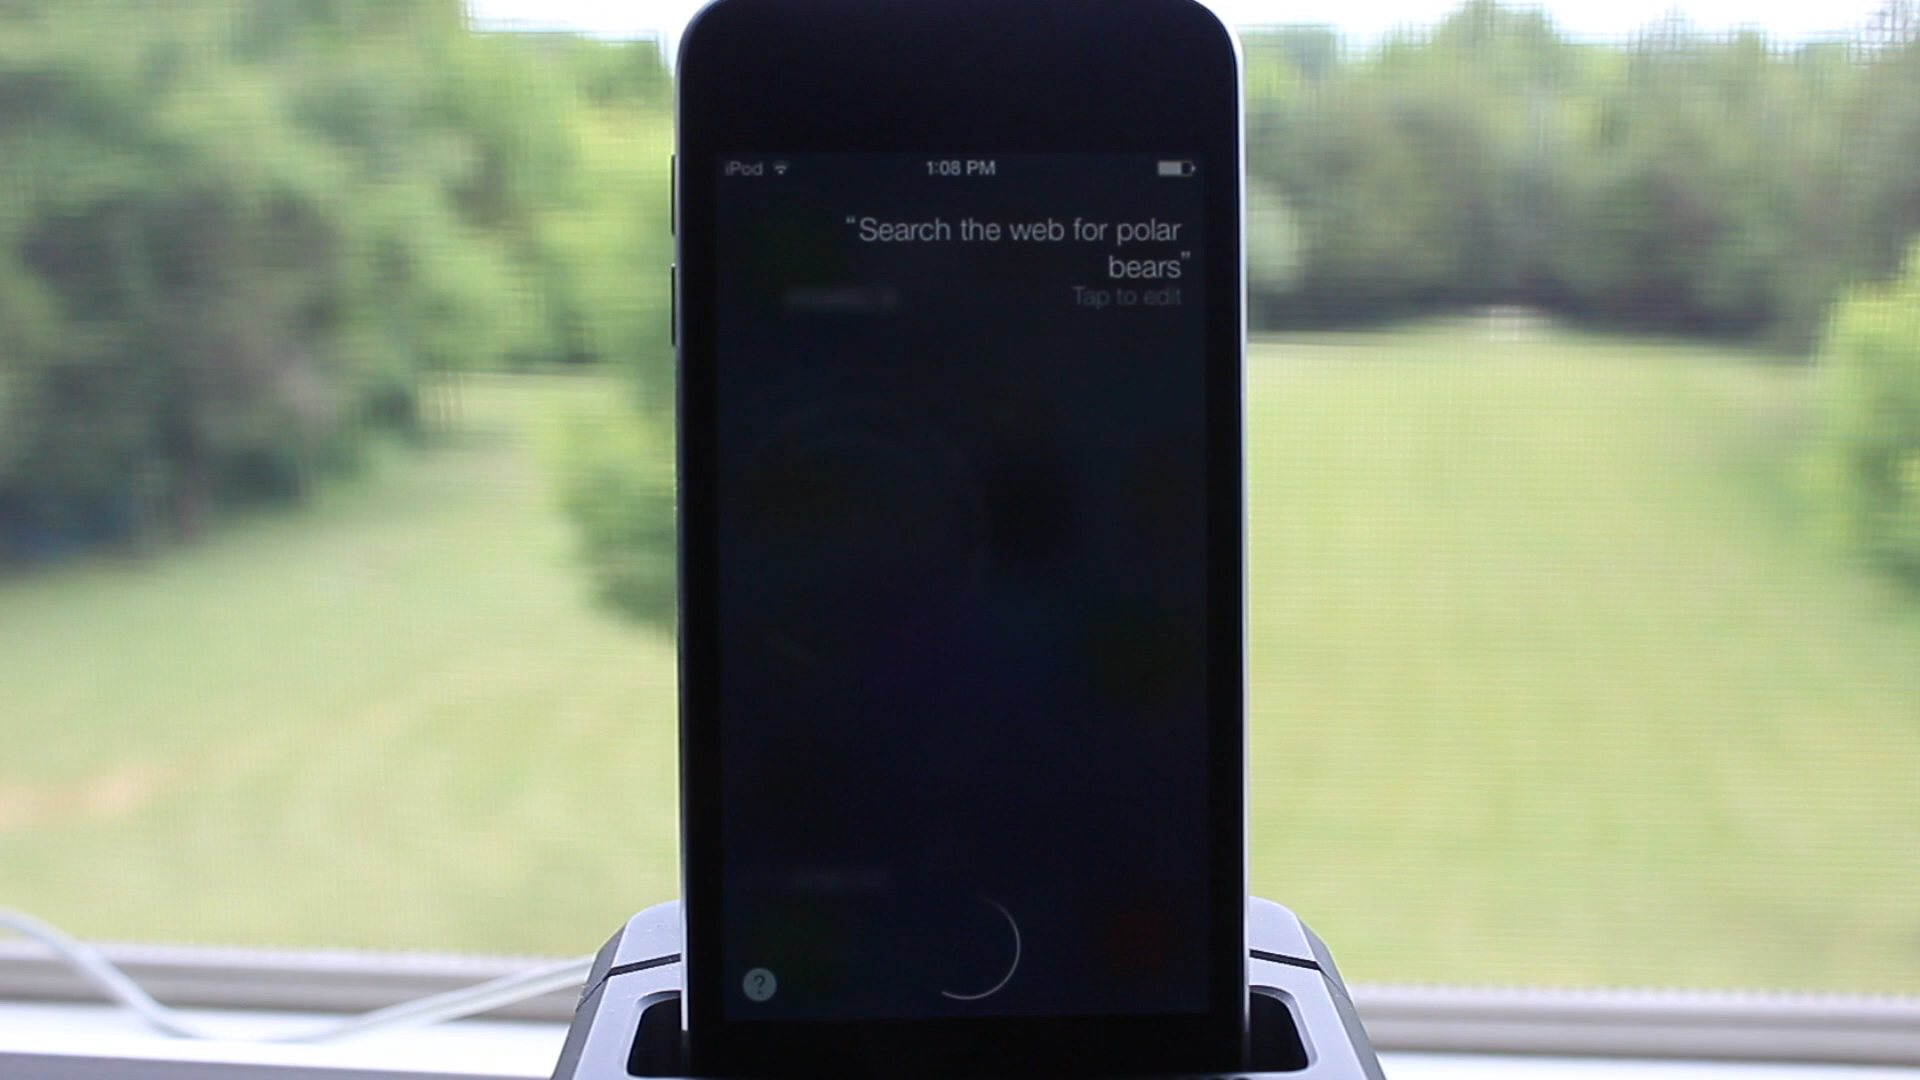 iPod 1:08 PM
“Search the web for polar
bears”
Tap to edit
?